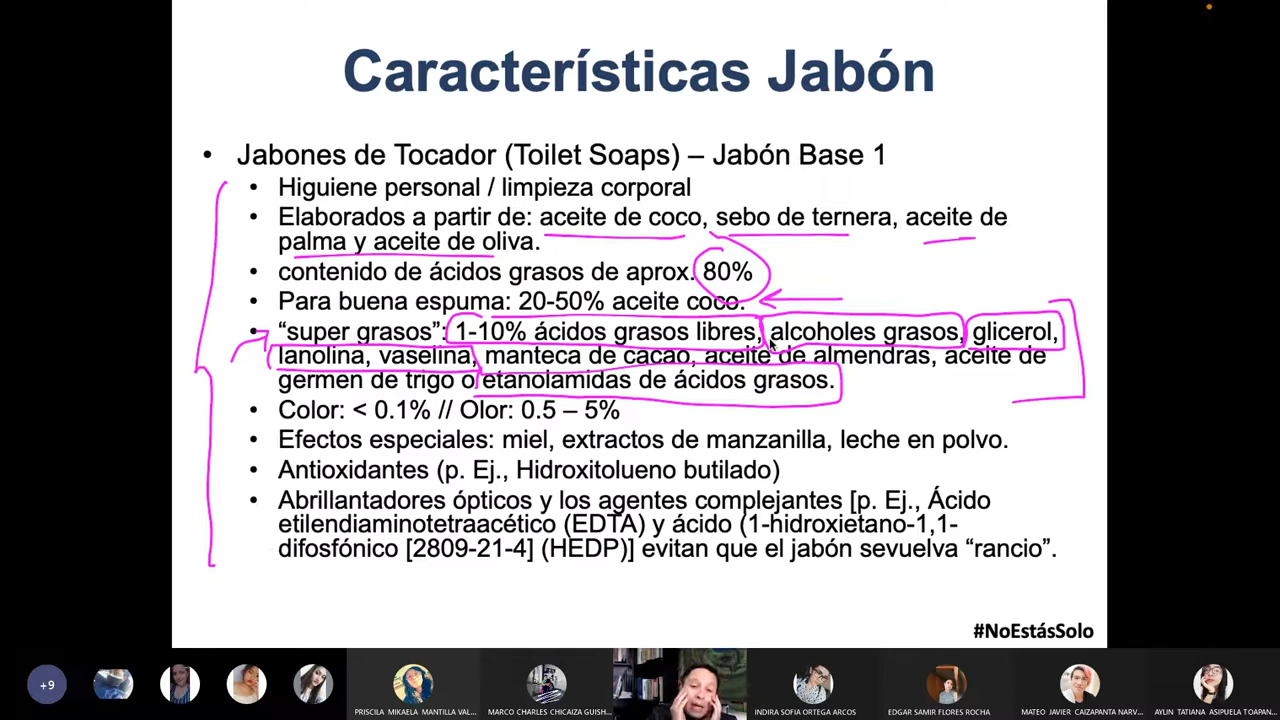 Características Jabón
• Jabones de Tocador (Toilet Soaps) – Jabón Base 1
• Higuiene personal / limpieza corporal
• Elaborados a partir de: aceite de coco, sebo de ternera, aceite de
palma y aceite de oliva.
• contenido de ácidos grasos de aprox. 80%
• Para buena espuma: 20-50% aceite coco.
• “super grasos”: 1-10% ácidos grasos libres, alcoholes grasos, glicerol,
lanolina, vaselina, manteca de cacao, aceite de almendras, aceite de
germen de trigo o etanolamidas de ácidos grasos.
• Color: < 0.1% // Olor: 0.5 – 5%
• Efectos especiales: miel, extractos de manzanilla, leche en polvo.
• Antioxidantes (p. Ej., Hidroxitolueno butilado)
• Abrillantadores ópticos y los agentes complejantes [p. Ej., Ácido
etilendiaminotetraacético (EDTA) y ácido (1-hidroxietano-1,1-
difosfónico [2809-21-4] (HEDP)] evitan que el jabón sevuelva “rancio”.
#NoEstásSolo
+9
PRISCILA MIKAELA MANTILLA VAL...
MARCO CHARLES CHICAIZA GUISH...
INDIRA SOFIA ORTEGA ARCOS
EDGAR SAMIR FLORES ROCHA
MATEO JAVIER CAIZAPANTA NARV...
AYLIN TATIANA ASIPUELA TOAPAN...